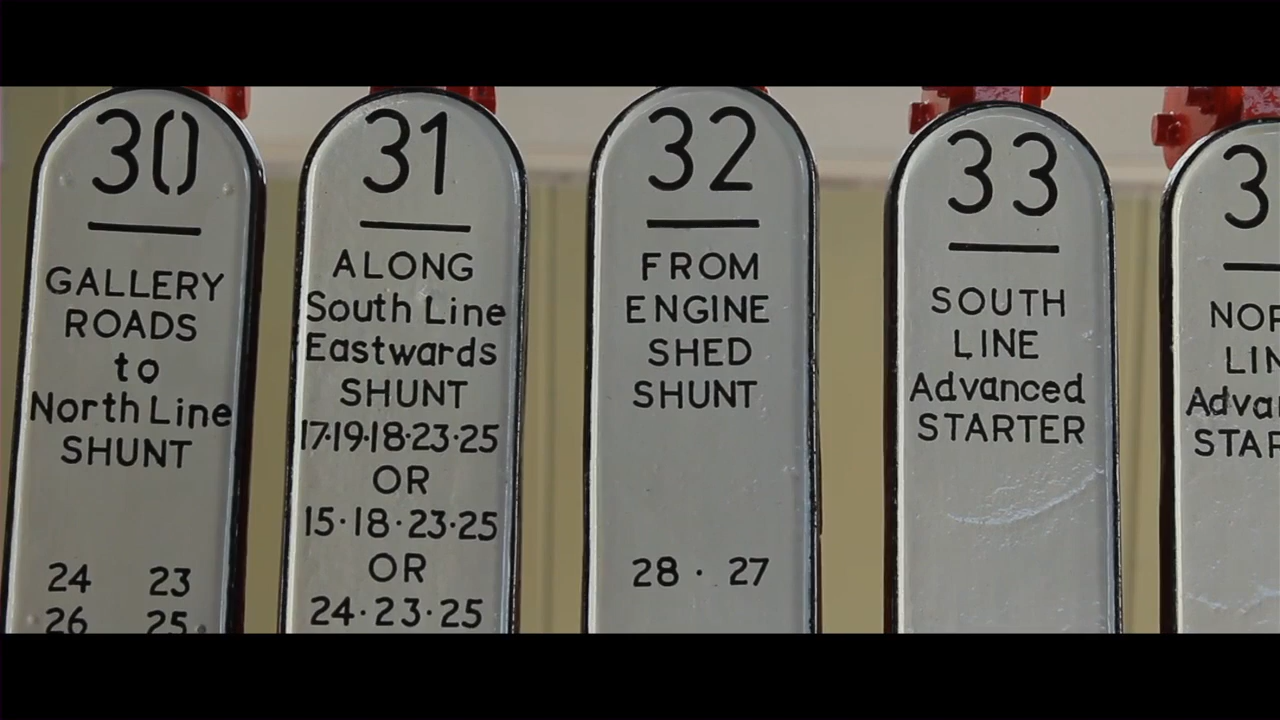 30
GALLERY
ROADS
to
North Line
SHUNT
24 23
26 25
31
ALONG
South Line
Eastwards
SHUNT
17·19·18·23·25
OR
15·18·23·25
OR
24·23·25
32
FROM
ENGINE
SHED
SHUNT
28 · 27
33
SOUTH
LINE
Advanced
STARTER